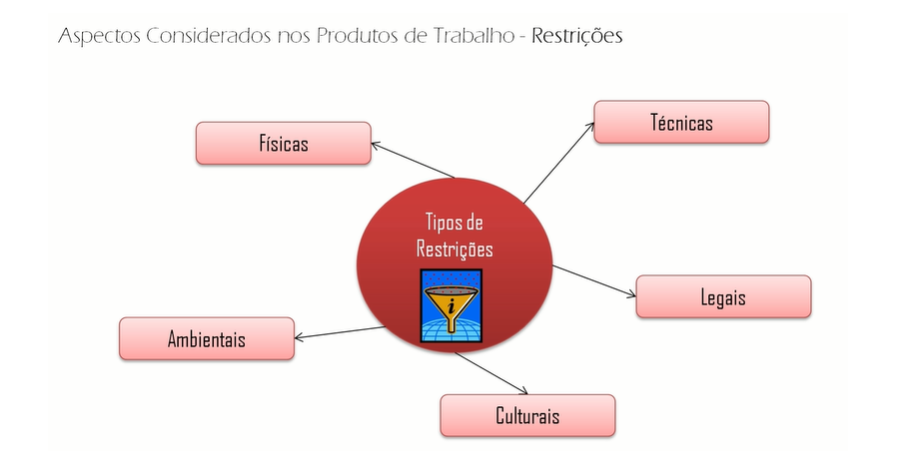 Aspectos Considerados nos Produtos de Trabalho - Restrições
Técnicas
Físicas
Tipos de
Restrições
i
Legais
Ambientais
Culturais